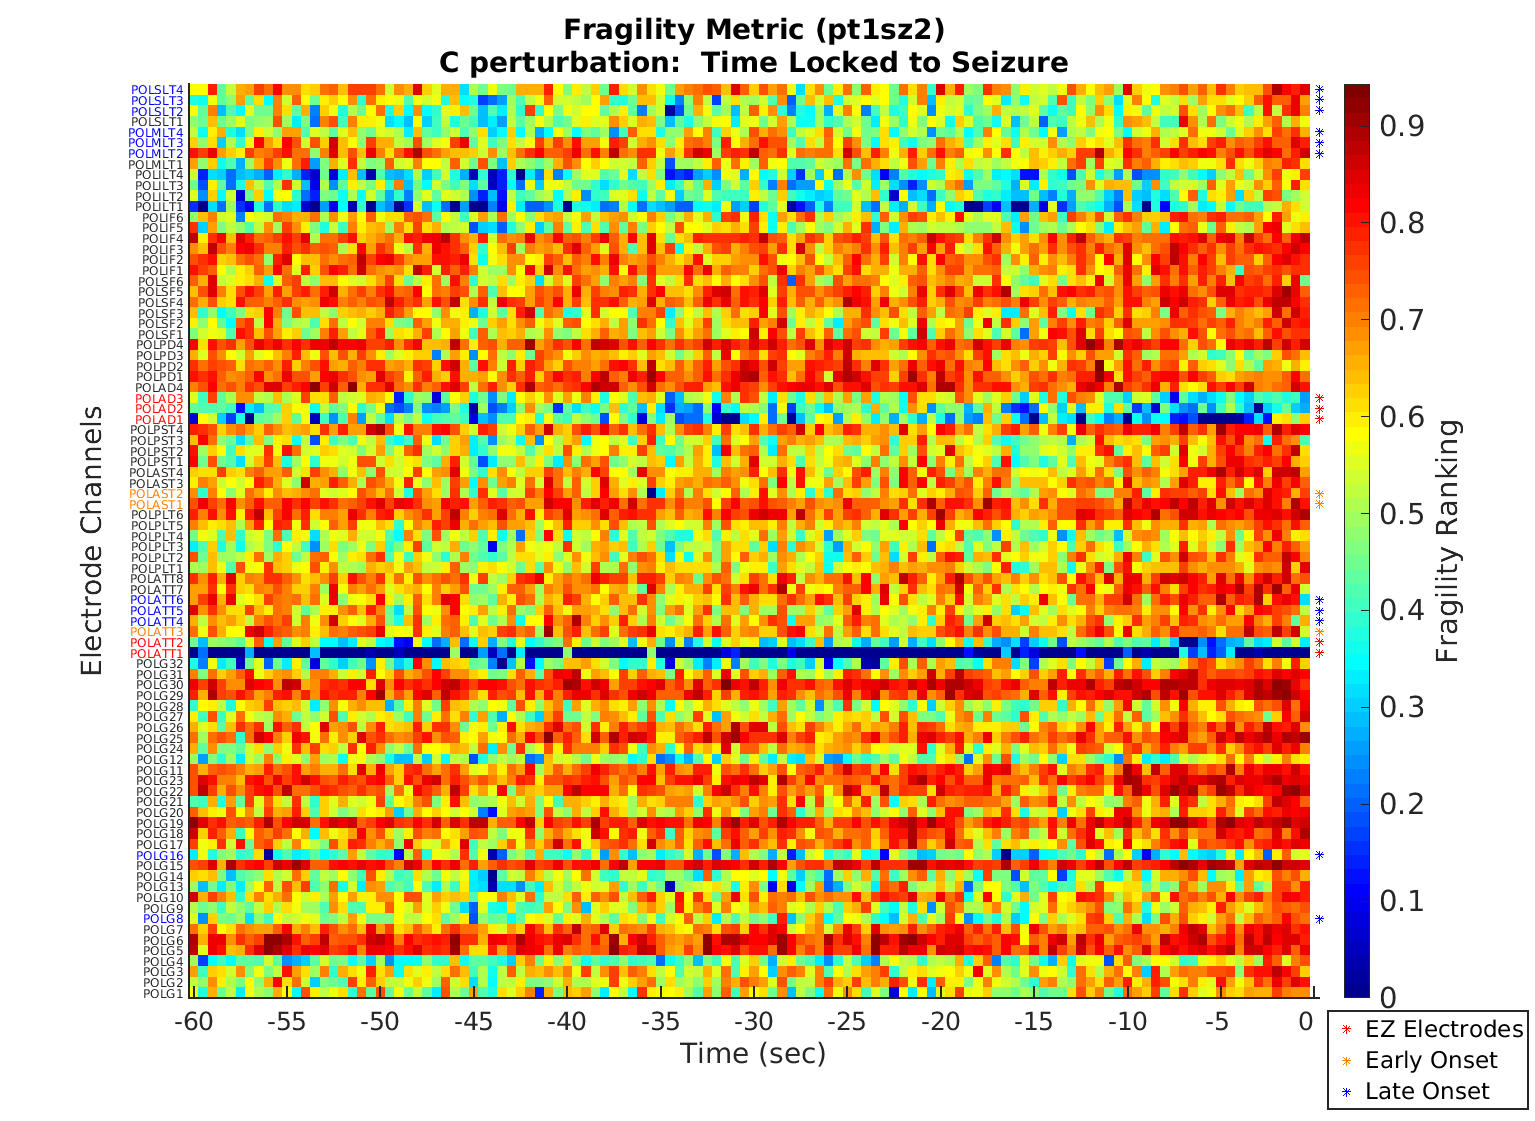 Fragility Metric (pt1sz2)
C perturbation:  Time Locked to Seizure
POLSLT4
POLSLT3
POLSLT2
POLSLT1
POLMLT4
POLMLT3
POLMLT2
POLMLT1
POLILT4
POLILT3
POLILT2
POLILT1
POLIF6
POLIF5
POLIF4
POLIF3
POLIF2
POLIF1
POLSF6
POLSF5
POLSF4
POLSF3
POLSF2
POLSF1
POLPD4
POLPD3
POLPD2
POLPD1
POLAD4
POLAD3
POLAD2
POLAD1
POLPST4
POLPST3
POLPST2
POLPST1
POLAST4
POLAST3
POLAST2
POLAST1
POLPLT6
POLPLT5
POLPLT4
POLPLT3
POLPLT2
POLPLT1
POLATT8
POLATT7
POLATT6
POLATT5
POLATT4
POLATT3
POLATT2
POLATT1
POLG32
POLG31
POLG30
POLG29
POLG28
POLG27
POLG26
POLG25
POLG24
POLG12
POLG11
POLG23
POLG22
POLG21
POLG20
POLG19
POLG18
POLG17
POLG16
POLG15
POLG14
POLG13
POLG10
POLG9
POLG8
POLG7
POLG6
POLG5
POLG4
POLG3
POLG2
POLG1
Electrode Channels
-60 -55 -50 -45 -40 -35 -30 -25 -20 -15 -10 -5 0
Time (sec)
0.9
0.8
0.7
0.6
0.5
0.4
0.3
0.2
0.1
0
Fragility Ranking
EZ Electrodes
Early Onset
Late Onset